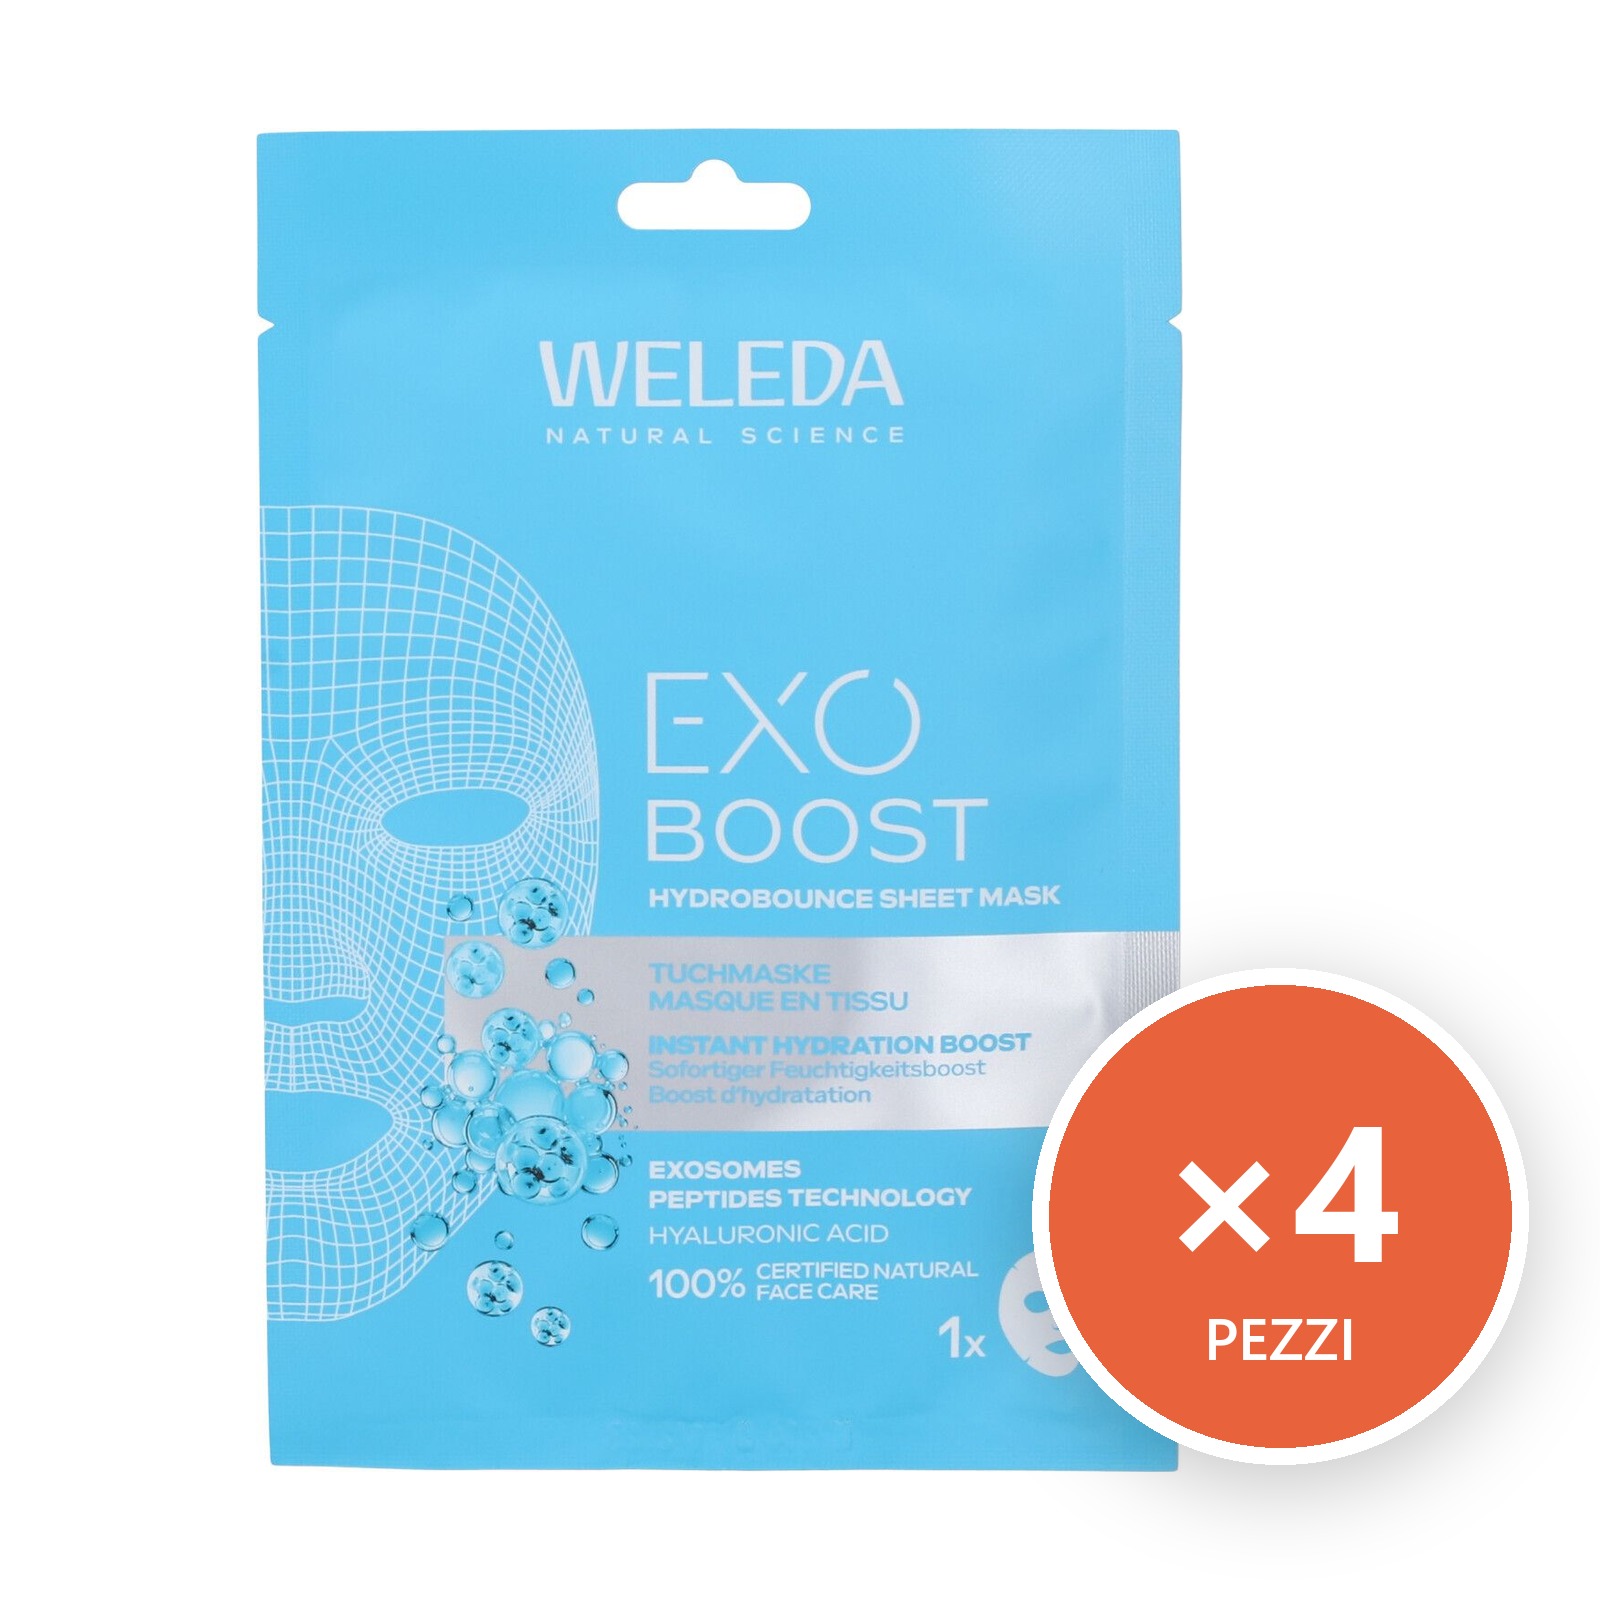 WELEDA
NATURAL SCIENCE
EXO
BOOST
HYDROBOUNCE SHEET MASK
TUCHMASKE
MASQUE EN TISSU
INSTANT HYDRATION BOOST
Sofortiger Feuchtigkeitsboost
Boost d'hydratation
EXOSOMES
PEPTIDES TECHNOLOGY
HYALURONIC ACID
100% CERTIFIED NATURAL
FACE CARE
1x
×4
PEZZI